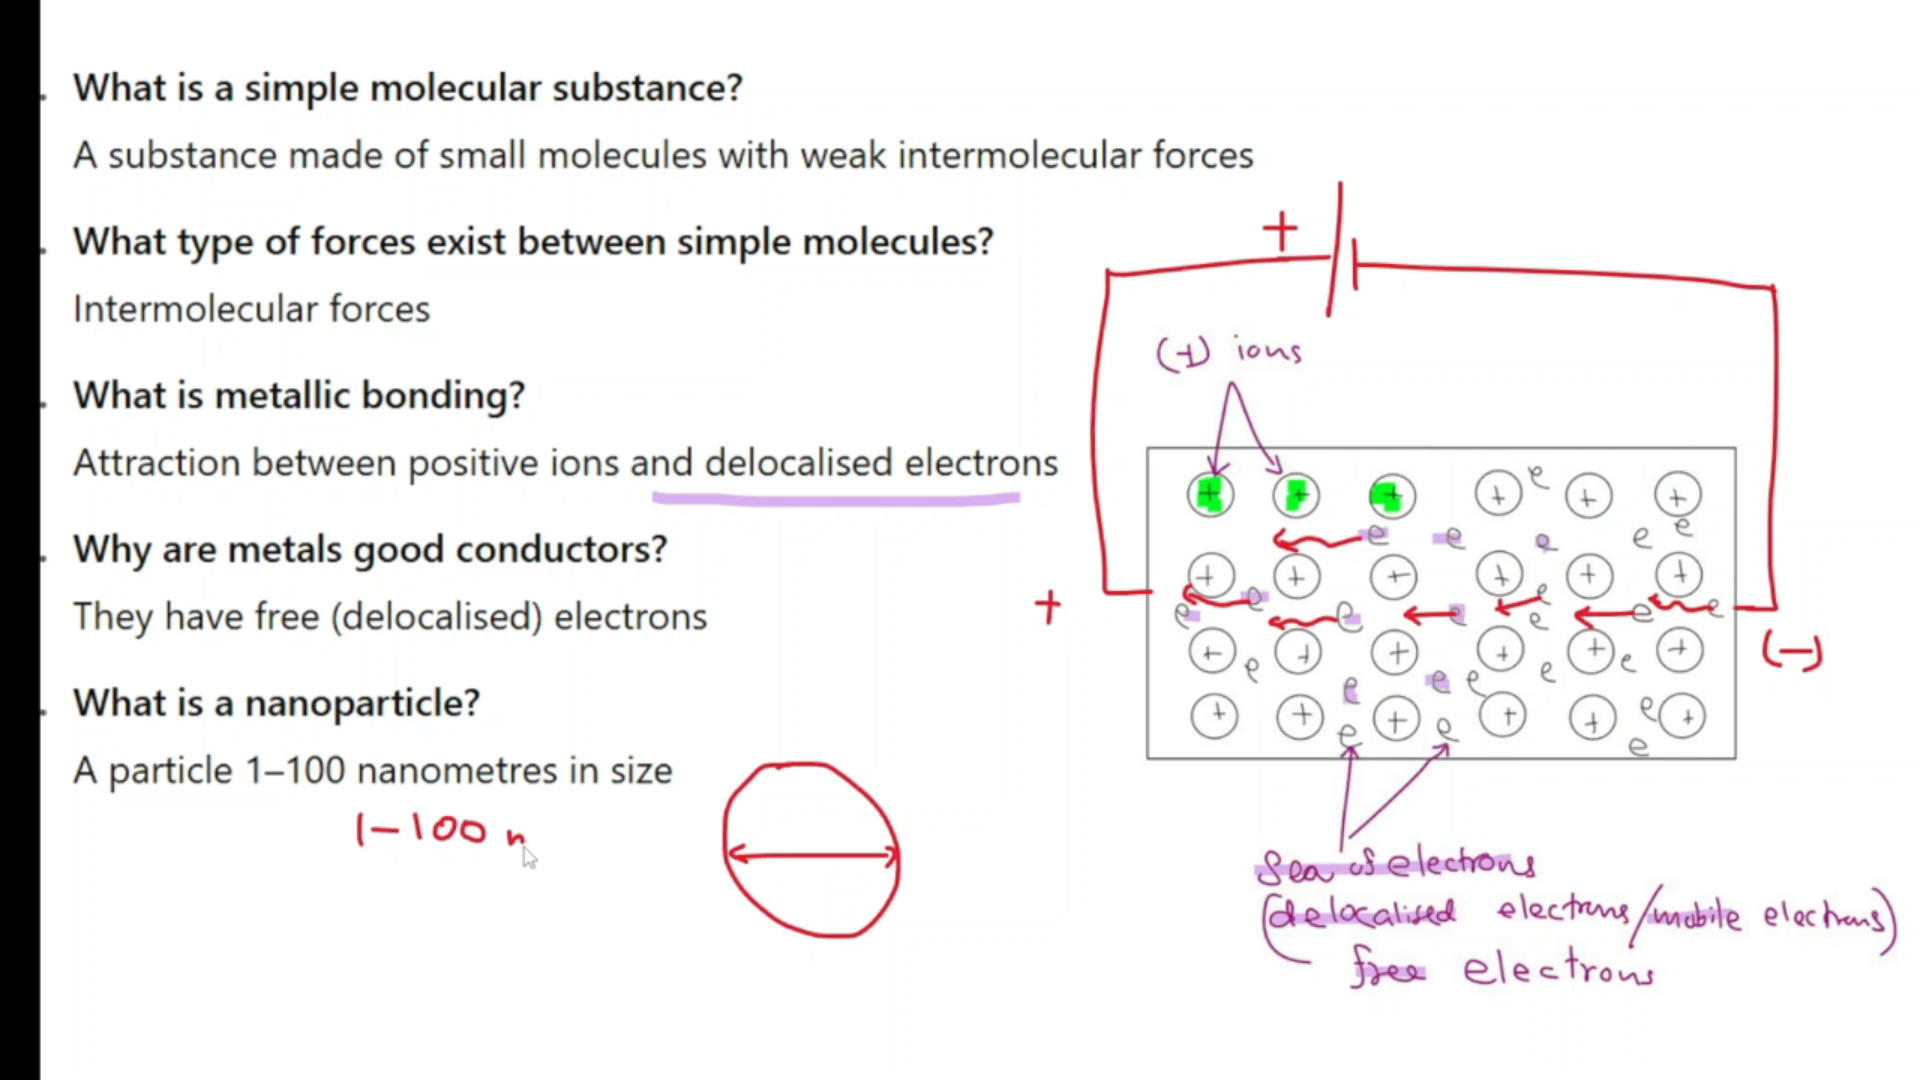 What is a simple molecular substance?
A substance made of small molecules with weak intermolecular forces
What type of forces exist between simple molecules?
Intermolecular forces
What is metallic bonding?
Attraction between positive ions and delocalised electrons
Why are metals good conductors?
They have free (delocalised) electrons
What is a nanoparticle?
A particle 1–100 nanometres in size
1-100 n
+
(+) ions
+ + + + e + +
e e e e e
+ + + + + +
e e e e e e e e
+ + + + + +
e e e e e e
+ + + + e +
e e e
+
(-)
Sea of electrons
(delocalised electrons/mobile electrons)
free electrons